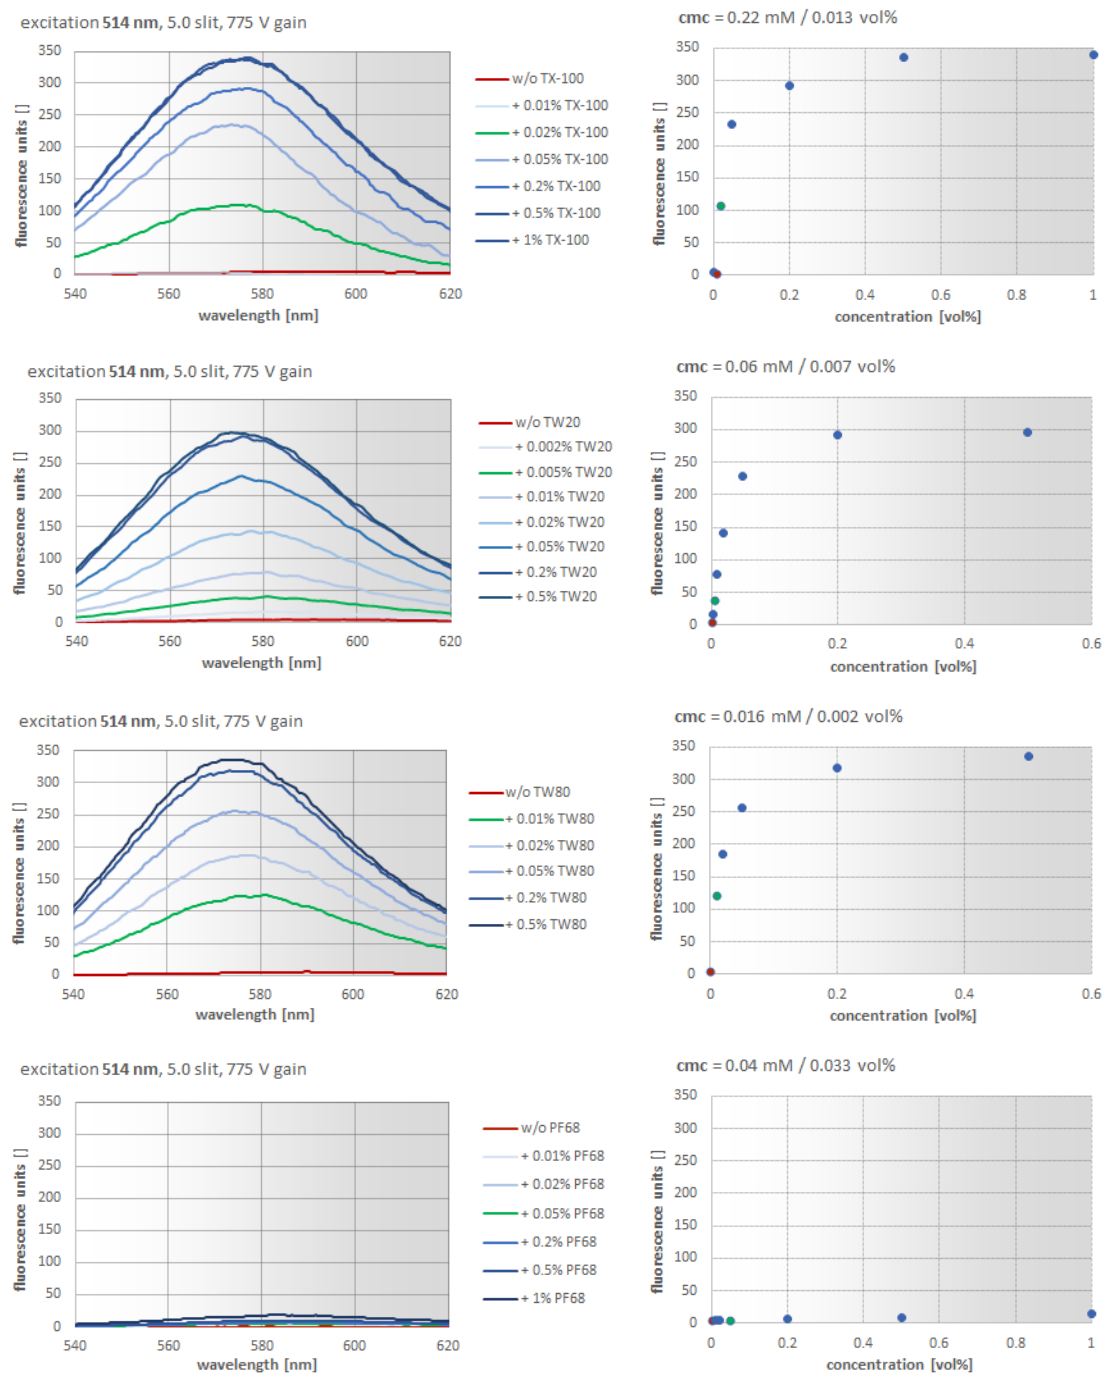 excitation 514 nm, 5.0 slit, 775 V gain
350
300
250
200
150
100
50
0
fluorescence units []
540 560 580 600 620
wavelength [nm]
w/o TX-100
+ 0.01% TX-100
+ 0.02% TX-100
+ 0.05% TX-100
+ 0.2% TX-100
+ 0.5% TX-100
+ 1% TX-100
cmc = 0.22 mM / 0.013 vol%
350
300
250
200
150
100
50
0
fluorescence units []
0 0.2 0.4 0.6 0.8 1
concentration [vol%]
excitation 514 nm, 5.0 slit, 775 V gain
350
300
250
200
150
100
50
0
fluorescence units []
540 560 580 600 620
wavelength [nm]
w/o TW20
+ 0.002% TW20
+ 0.005% TW20
+ 0.01% TW20
+ 0.02% TW20
+ 0.05% TW20
+ 0.2% TW20
+ 0.5% TW20
cmc = 0.06 mM / 0.007 vol%
350
300
250
200
150
100
50
0
fluorescence units []
0 0.2 0.4 0.6
concentration [vol%]
excitation 514 nm, 5.0 slit, 775 V gain
350
300
250
200
150
100
50
0
fluorescence units []
540 560 580 600 620
wavelength [nm]
w/o TW80
+ 0.01% TW80
+ 0.02% TW80
+ 0.05% TW80
+ 0.2% TW80
+ 0.5% TW80
cmc = 0.016 mM / 0.002 vol%
350
300
250
200
150
100
50
0
fluorescence units []
0 0.2 0.4 0.6
concentration [vol%]
excitation 514 nm, 5.0 slit, 775 V gain
350
300
250
200
150
100
50
0
fluorescence units []
540 560 580 600 620
wavelength [nm]
w/o PF68
+ 0.01% PF68
+ 0.02% PF68
+ 0.05% PF68
+ 0.2% PF68
+ 0.5% PF68
+ 1% PF68
cmc = 0.04 mM / 0.033 vol%
350
300
250
200
150
100
50
0
fluorescence units []
0 0.2 0.4 0.6 0.8 1
concentration [vol%]